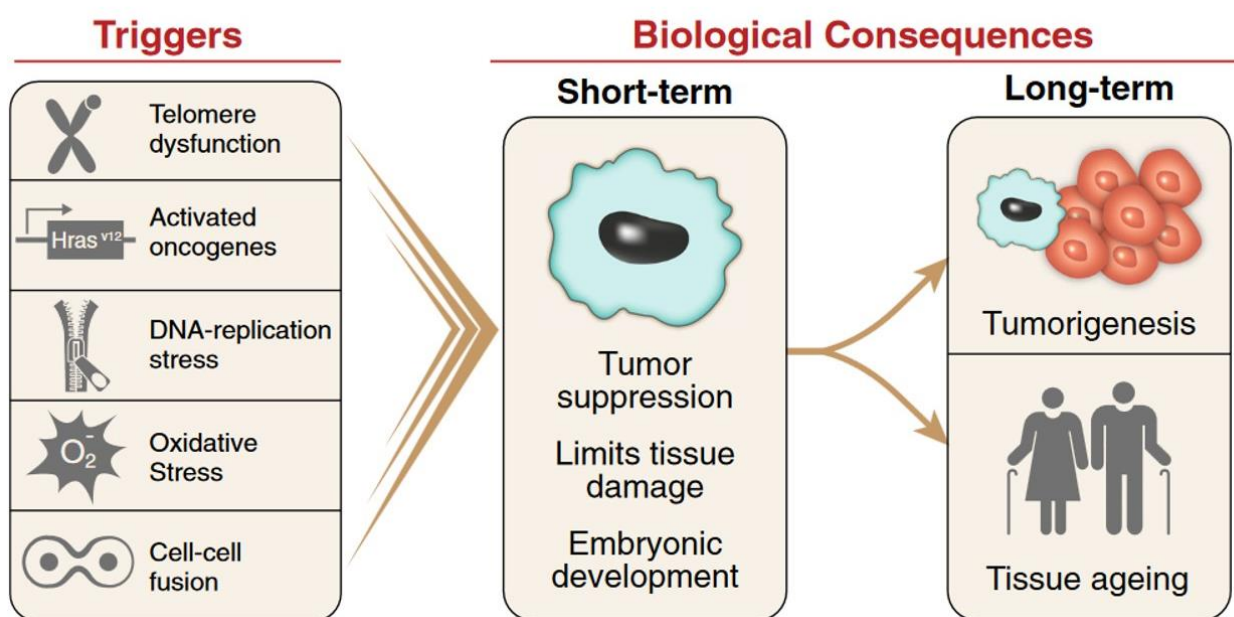 Triggers
Biological Consequences
Short-term
Long-term
Telomere
dysfunction
Hras v12
Activated
oncogenes
DNA-replication
stress
O2-
Oxidative
Stress
Cell-cell
fusion
Tumor
suppression
Limits tissue
damage
Embryonic
development
Tumorigenesis
Tissue ageing